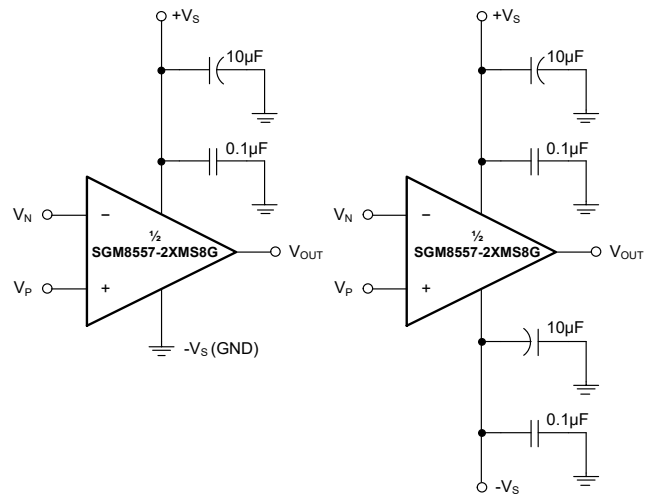 +VS
10µF
0.1µF
VN
−
½
SGM8557-2XMS8G
VOUT
VP
+
-VS (GND)
+VS
10µF
0.1µF
VN
−
½
SGM8557-2XMS8G
VOUT
VP
+
10µF
0.1µF
-VS